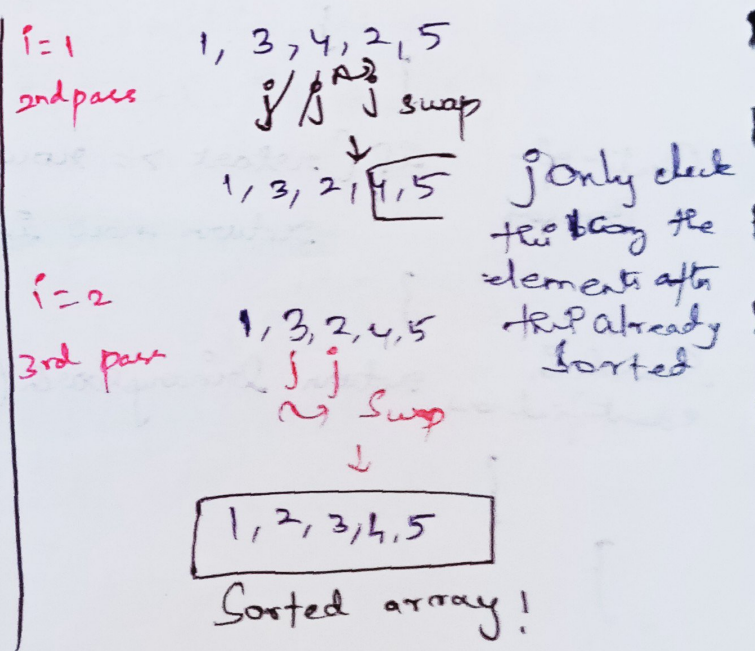 i=1
1, 3, 4, 2, 5
2nd pass
j j j swap
1, 3, 2, 4, 5
j only check
the
elements after
already
sorted
i=2
1, 3, 2, 4, 5
3rd pass
j j
swap
1, 2, 3, 4, 5
Sorted array!